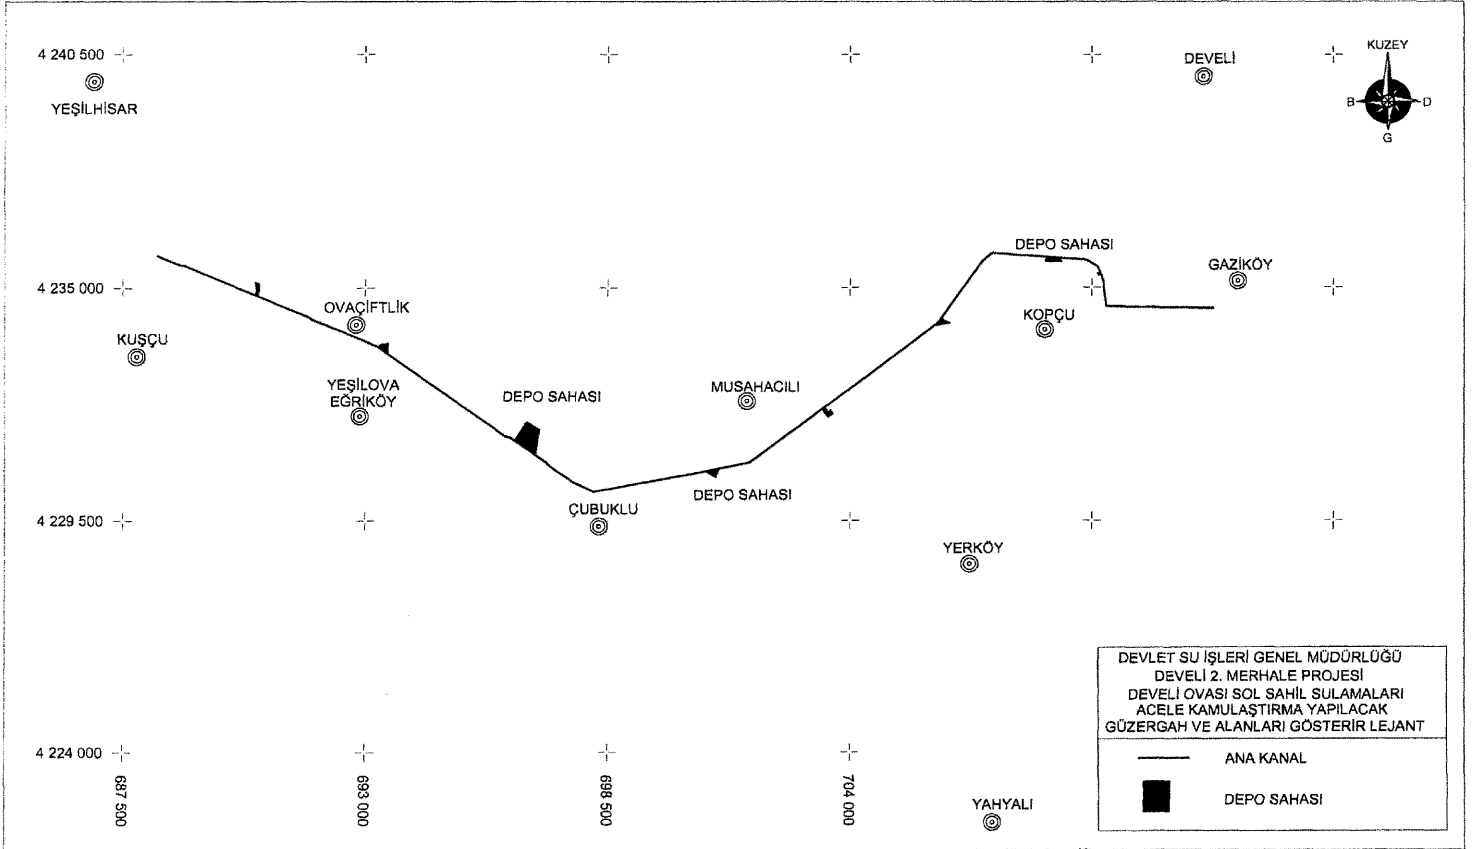 4 240 500
KUZEY
DEVELİ
YEŞİLHİSAR
B
D
G
DEPO SAHASI
GAZİKÖY
4 235 000
OVAÇİFTLİK
KOPÇU
KUŞÇU
YEŞİLOVA
EĞRİKÖY
DEPO SAHASI
MUSAHACILI
DEPO SAHASI
ÇUBUKLU
4 229 500
YERKÖY
DEVLET SU İŞLERİ GENEL MÜDÜRLÜĞÜ
DEVELİ 2. MERHALE PROJESİ
DEVELİ OVASI SOL SAHİL SULAMALARI
ACELE KAMULAŞTIRMA YAPILACAK
GÜZERGAH VE ALANLARI GÖSTERİR LEJANT
4 224 000
ANA KANAL
687 500
693 000
698 500
704 000
DEPO SAHASI
YAHYALI